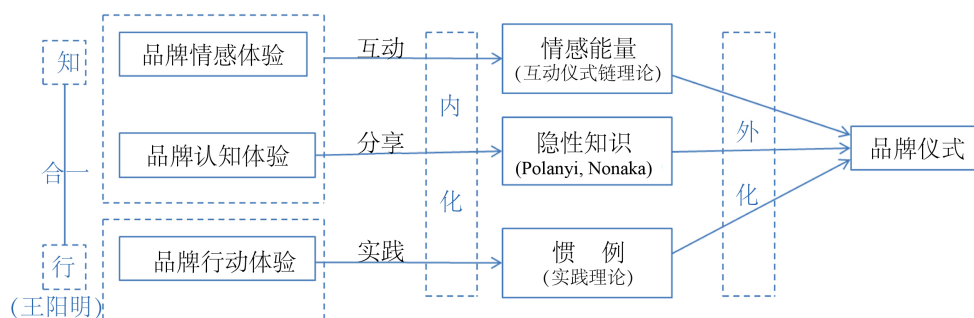 知
合一
行
(王阳明)
品牌情感体验
品牌认知体验
品牌行动体验
互动
分享
实践
内
化
情感能量
(互动仪式链理论)
隐性知识
(Polanyi, Nonaka)
惯 例
(实践理论)
外
化
品牌仪式